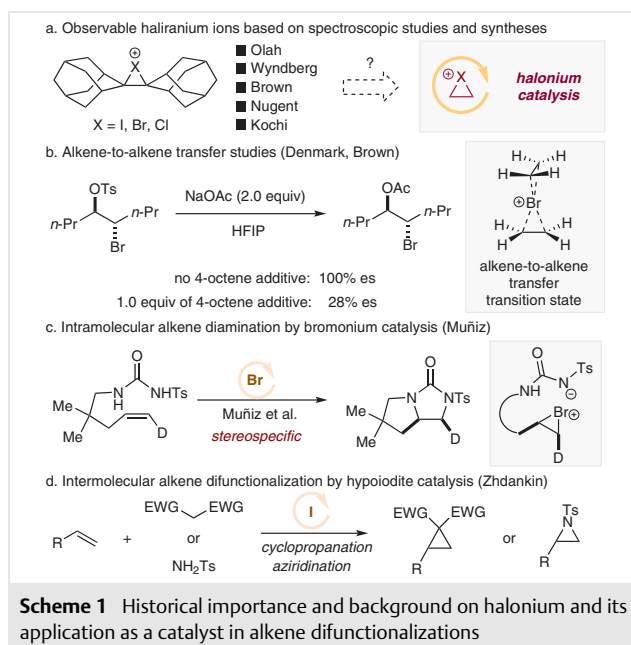 a. Observable haliranium ions based on spectroscopic studies and syntheses
⊕
X
X = I, Br, Cl
■ Olah
■ Wyndberg
■ Brown
■ Nugent
■ Kochi
?
⊕X
halonium
catalysis
b. Alkene-to-alkene transfer studies (Denmark, Brown)
OTs
n-Pr
n-Pr
Br
NaOAc (2.0 equiv)
HFIP
OAc
n-Pr
n-Pr
Br
no 4-octene additive: 100% es
1.0 equiv of 4-octene additive: 28% es
H H
H H
⊕Br
H H
H H
alkene-to-alkene
transfer
transition state
c. Intramolecular alkene diamination by bromonium catalysis (Muñiz)
O
N
H
NHTs
Me
Me
D
Br
Muñiz et al.
stereospecific
O
N
NTs
Me
Me
D
O
Ts
NH
N
⊖
Br+
D
d. Intermolecular alkene difunctionalization by hypoiodite catalysis (Zhdankin)
R
+
EWG EWG
or
NH2Ts
I
cyclopropanation
aziridination
EWG EWG
R
or
Ts
N
R
Scheme 1 Historical importance and background on halonium and its
application as a catalyst in alkene difunctionalizations